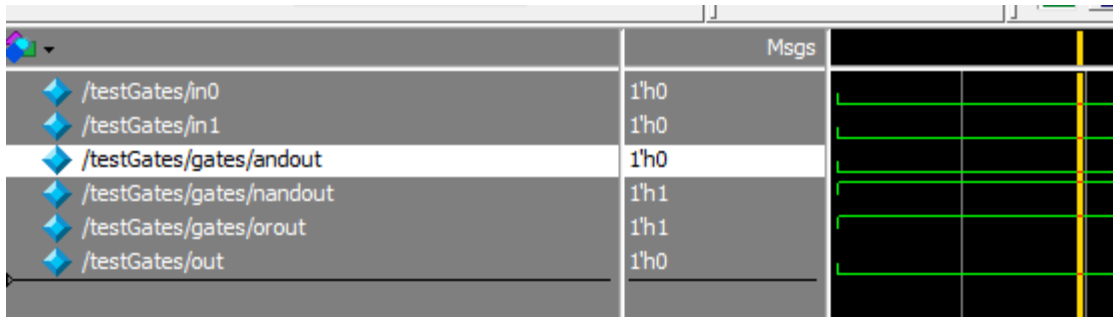 Msgs
/testGates/in0 1'h0
/testGates/in1 1'h0
/testGates/gates/andout 1'h0
/testGates/gates/nandout 1'h1
/testGates/gates/orout 1'h1
/testGates/out 1'h0